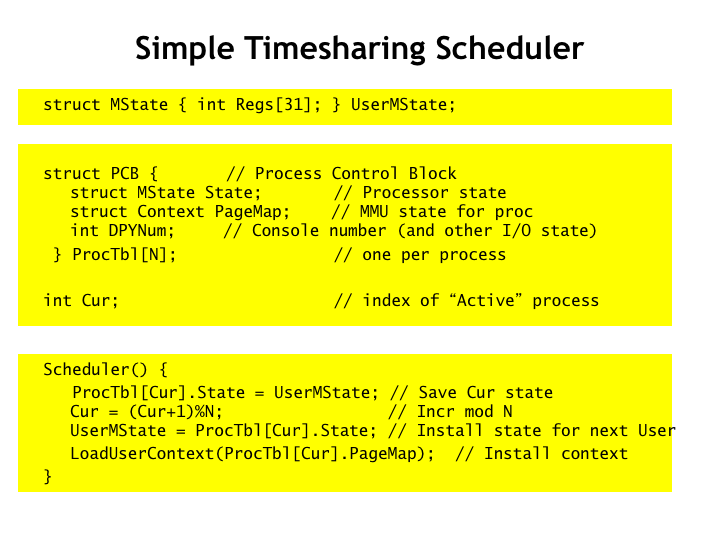 Simple Timesharing Scheduler
struct MState { int Regs[31]; } UserMState;
struct PCB { // Process Control Block
struct MState State; // Processor state
struct Context PageMap; // MMU state for proc
int DPYNum; // Console number (and other I/O state)
} ProcTbl[N]; // one per process
int Cur; // index of “Active” process
Scheduler() {
ProcTbl[Cur].State = UserMState; // Save Cur state
Cur = (Cur+1)%N; // Incr mod N
UserMState = ProcTbl[Cur].State; // Install state for next User
LoadUserContext(ProcTbl[Cur].PageMap); // Install context
}